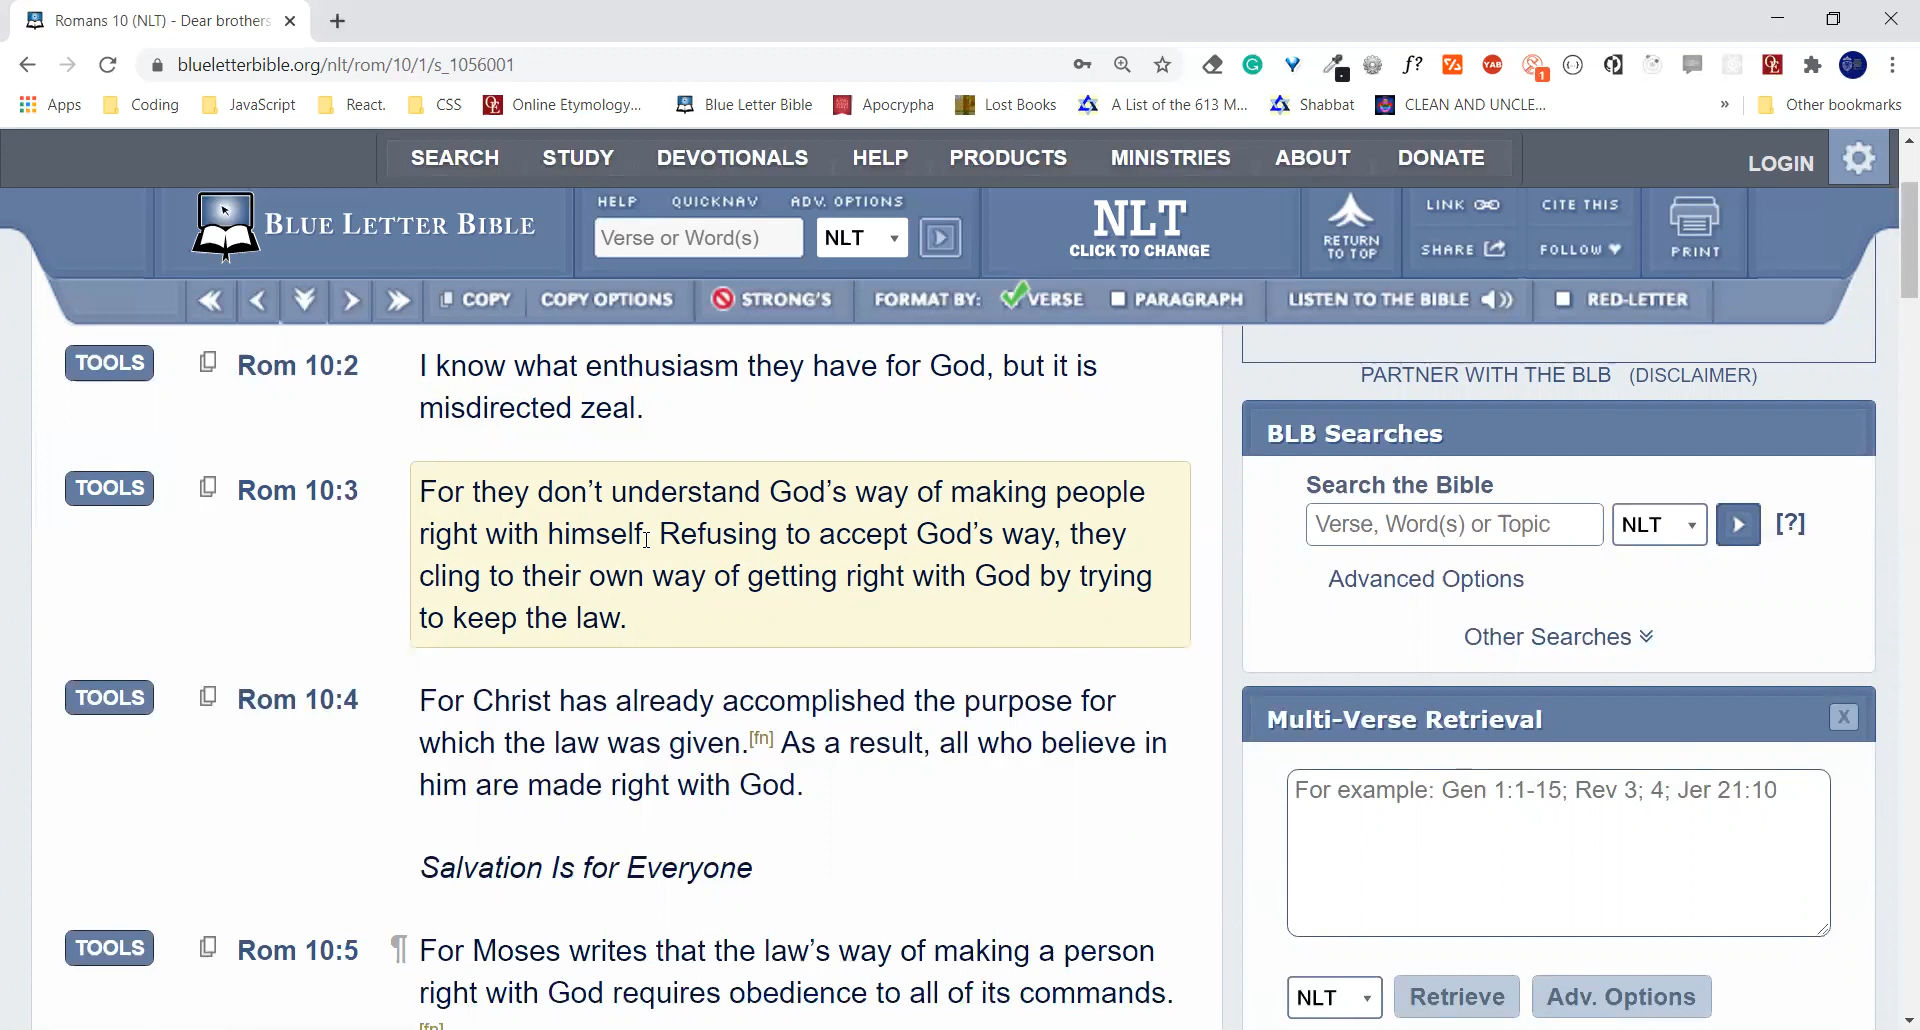 Romans 10 (NLT) - Dear brothers
blueletterbible.org/nlt/rom/10/1/s_1056001
f?
YAB
1
OE
Apps Coding JavaScript React. CSS OE Online Etymology... Blue Letter Bible Apocrypha Lost Books A List of the 613 M... Shabbat CLEAN AND UNCLE... » Other bookmarks
SEARCH STUDY DEVOTIONALS HELP PRODUCTS MINISTRIES ABOUT DONATE LOGIN
BLUE LETTER BIBLE
HELP QUICKNAV ADV. OPTIONS
Verse or Word(s) NLT
NLT
CLICK TO CHANGE
RETURN
TO TOP
LINK CITE THIS
SHARE FOLLOW
PRINT
COPY COPY OPTIONS STRONG'S FORMAT BY: VERSE PARAGRAPH LISTEN TO THE BIBLE RED-LETTER
TOOLS Rom 10:2 I know what enthusiasm they have for God, but it is
misdirected zeal.
TOOLS Rom 10:3 For they don’t understand God’s way of making people
right with himself. Refusing to accept God’s way, they
cling to their own way of getting right with God by trying
to keep the law.
TOOLS Rom 10:4 For Christ has already accomplished the purpose for
which the law was given.[fn] As a result, all who believe in
him are made right with God.
Salvation Is for Everyone
TOOLS Rom 10:5 ¶ For Moses writes that the law’s way of making a person
right with God requires obedience to all of its commands.
[fn]
PARTNER WITH THE BLB (DISCLAIMER)
BLB Searches
Search the Bible
Verse, Word(s) or Topic NLT [?]
Advanced Options
Other Searches
Multi-Verse Retrieval X
For example: Gen 1:1-15; Rev 3; 4; Jer 21:10
NLT Retrieve Adv. Options